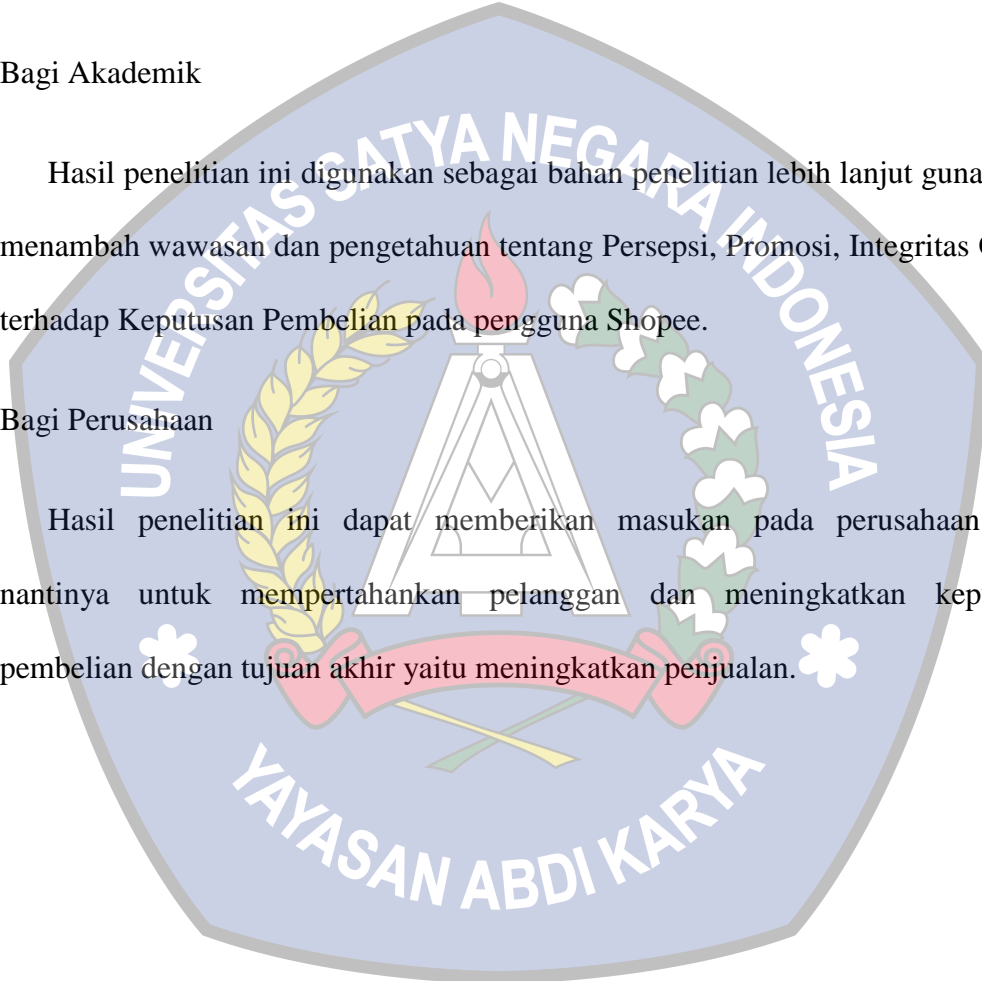 Bagi Akademik
Hasil penelitian ini digunakan sebagai bahan penelitian lebih lanjut guna
menambah wawasan dan pengetahuan tentang Persepsi, Promosi, Integritas
terhadap Keputusan Pembelian pada pengguna Shopee.
Bagi Perusahaan
Hasil penelitian ini dapat memberikan masukan pada perusahaan
nantinya untuk mempertahankan pelanggan dan meningkatkan kep
pembelian dengan tujuan akhir yaitu meningkatkan penjualan.
UNIVERSITAS SATYA NEGARA INDONESIA
YAYASAN ABDI KARYA